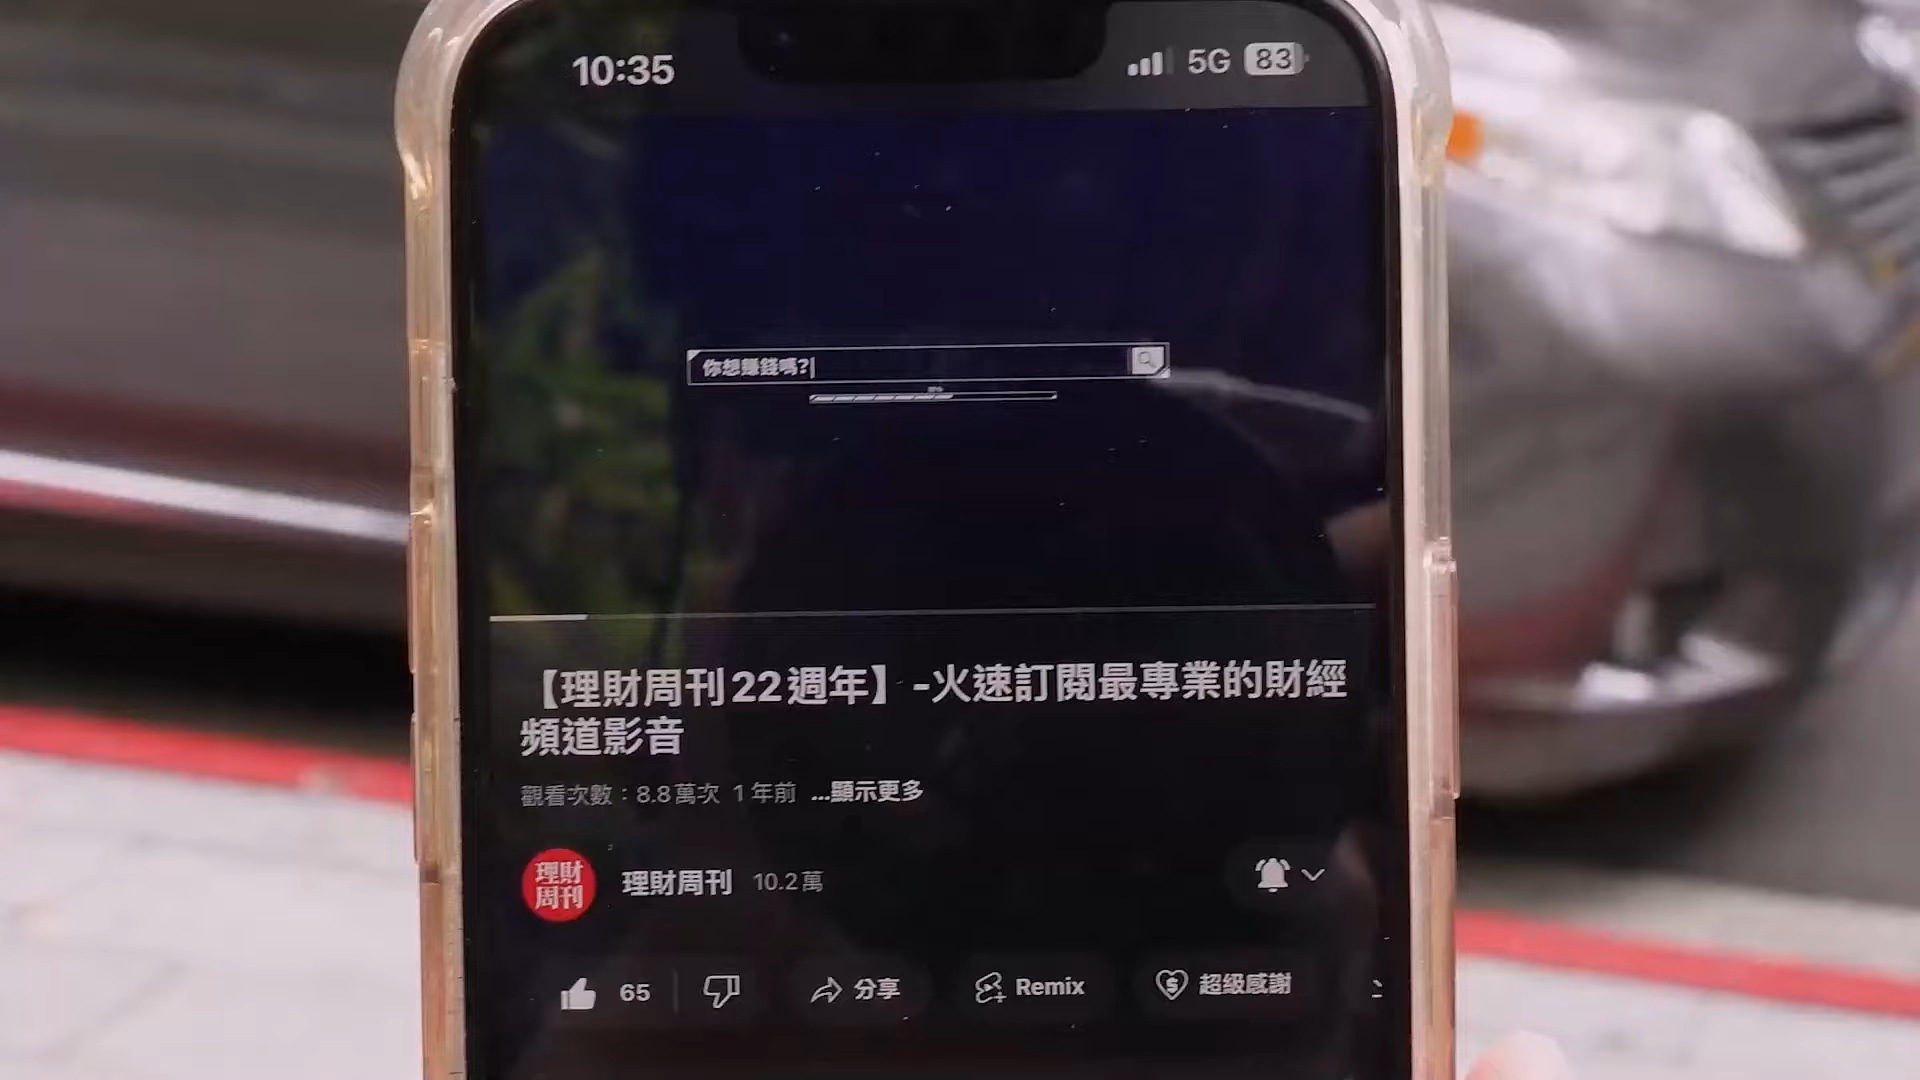 10:35
5G 83
你想賺錢嗎?
【理財周刊22週年】-火速訂閱最專業的財經
頻道影音
觀看次數：8.8萬次 1年前 ...顯示更多
理財
周刊
理財周刊 10.2萬
65 分享 Remix 超級感謝